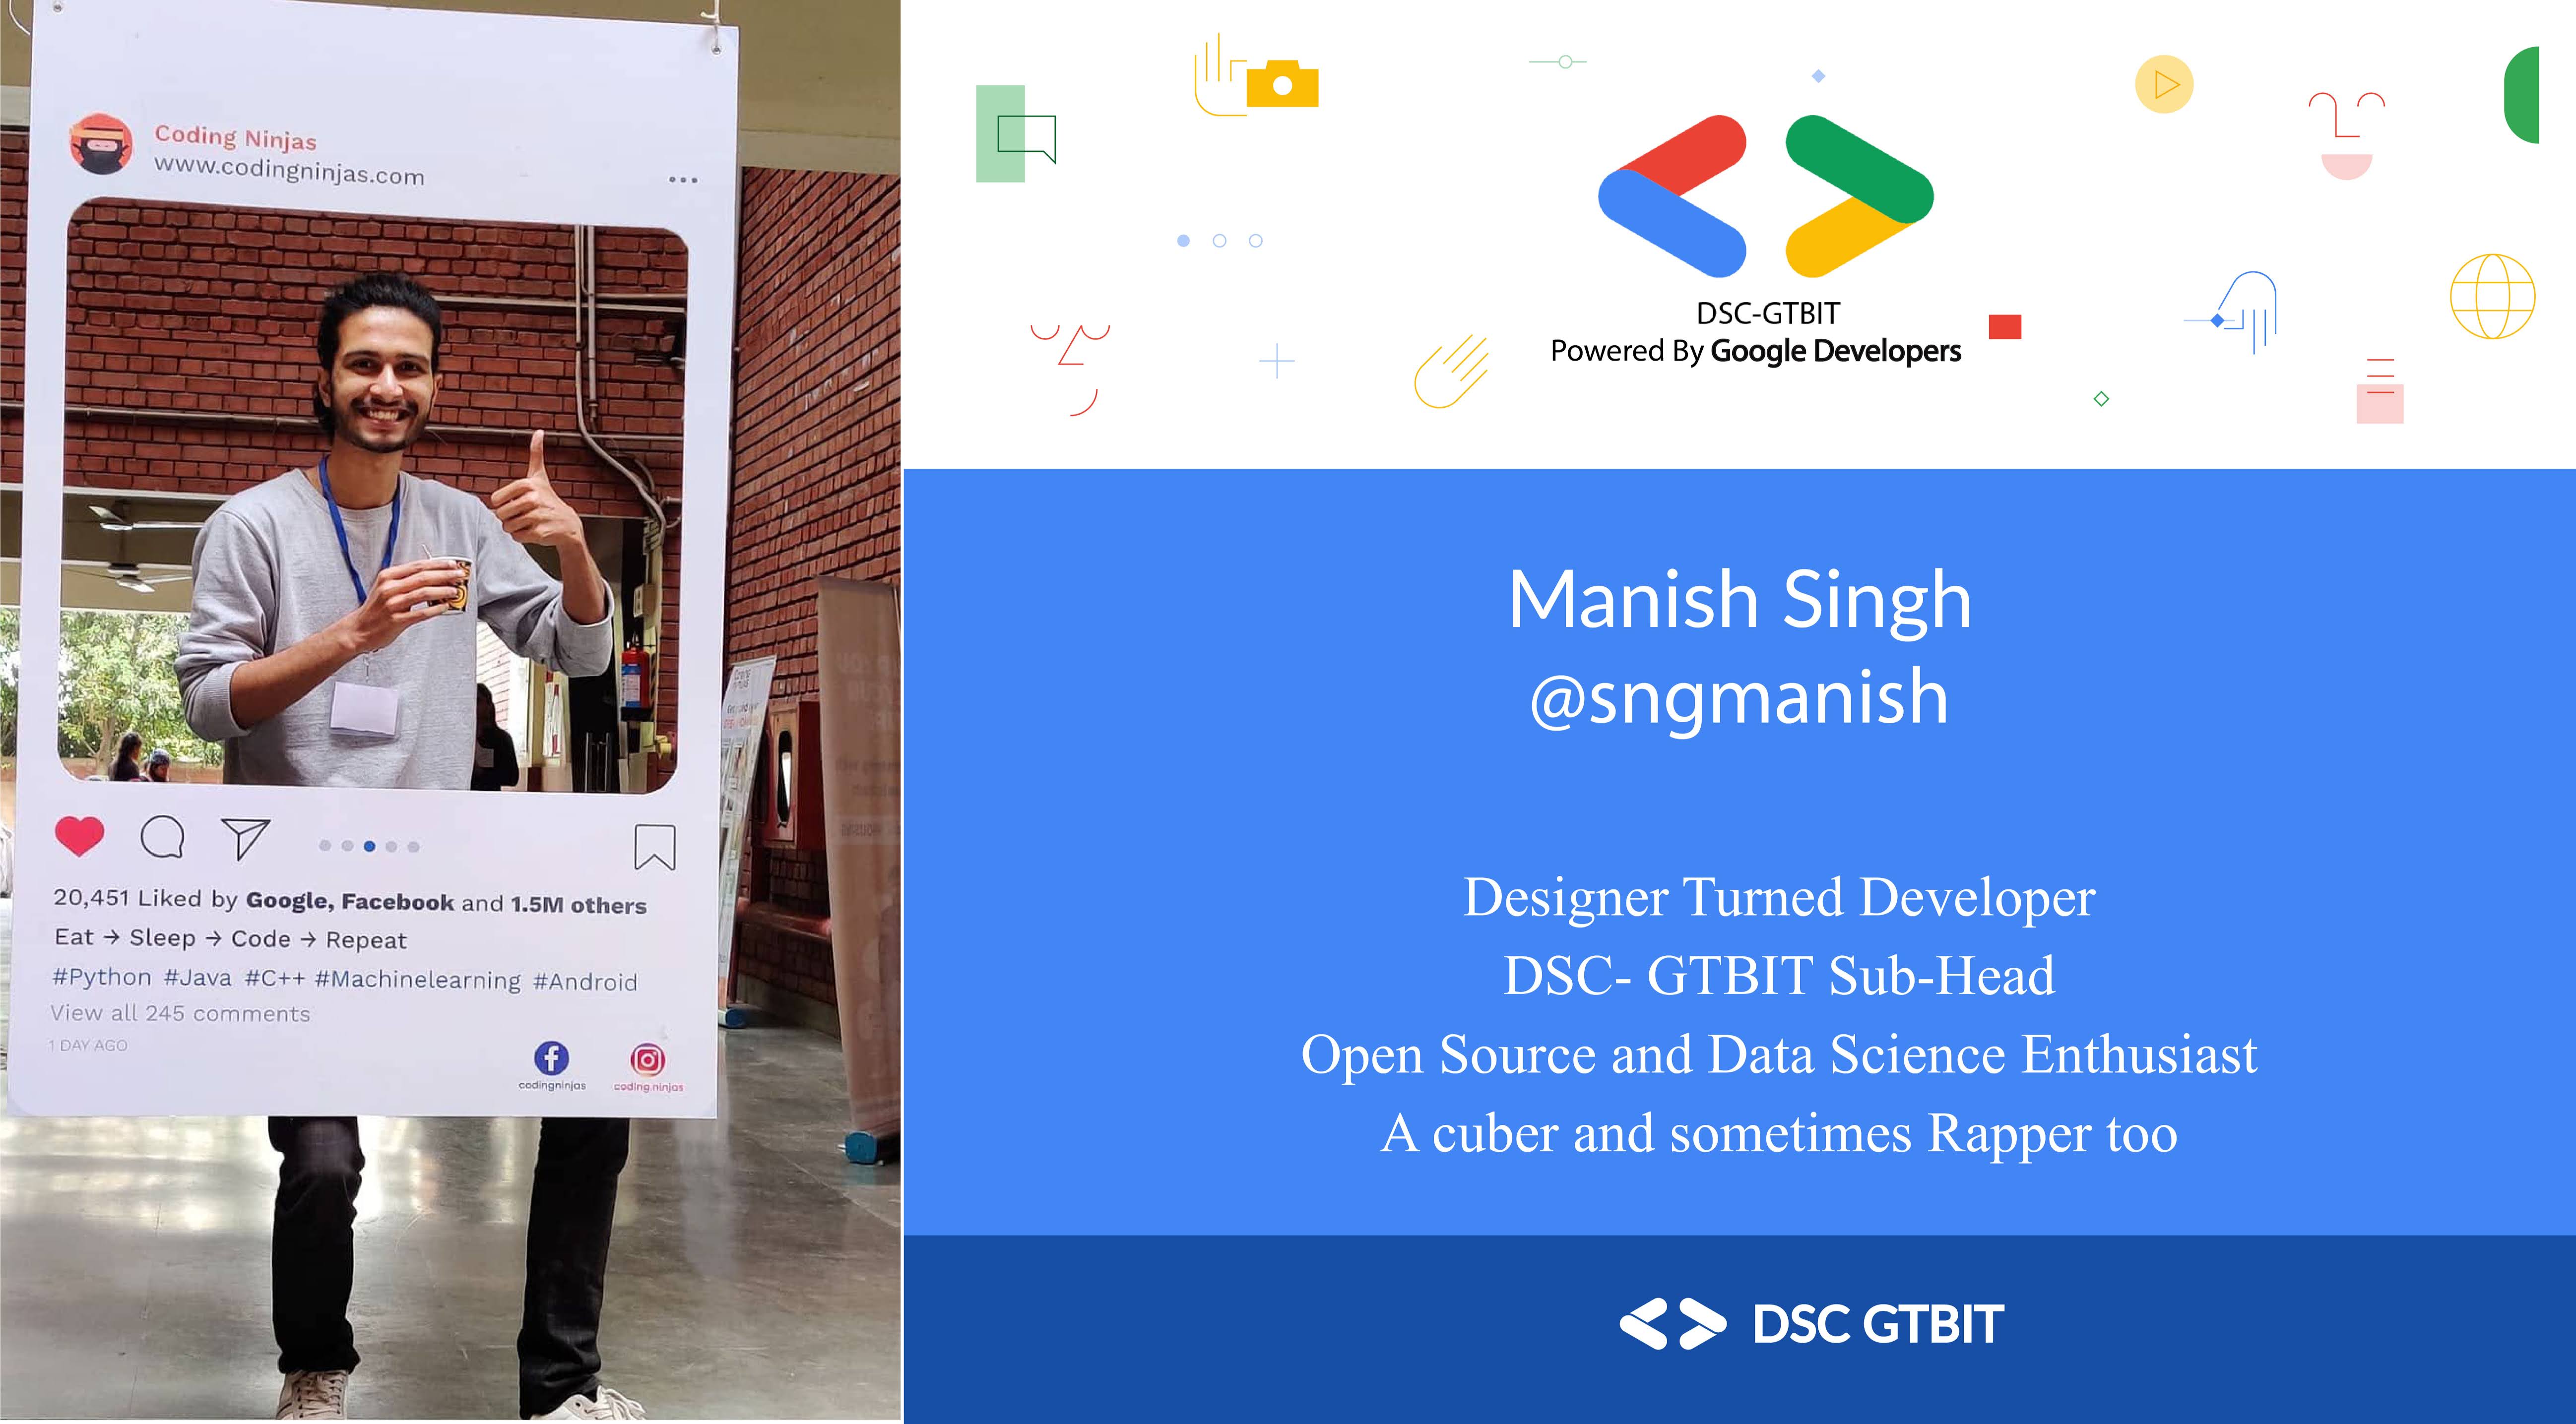 Coding Ninjas
www.codingninjas.com
20,451 Liked by Google, Facebook and 1.5M others
Eat → Sleep → Code → Repeat
#Python #Java #C++ #Machinelearning #Android
View all 245 comments
1 DAY AGO
codingninjas
coding.ninjas
DSC-GTBIT
Powered By Google Developers
Manish Singh
@sngmanish
Designer Turned Developer
DSC- GTBIT Sub-Head
Open Source and Data Science Enthusiast
A cuber and sometimes Rapper too
DSC GTBIT